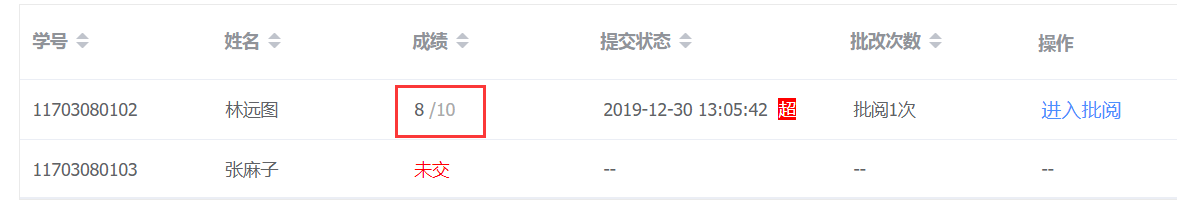 学号 姓名 成绩 提交状态 批改次数 操作
11703080102 林远图 8 /10 2019-12-30 13:05:42 超 批阅1次 进入批阅
11703080103 张麻子 未交 -- -- --